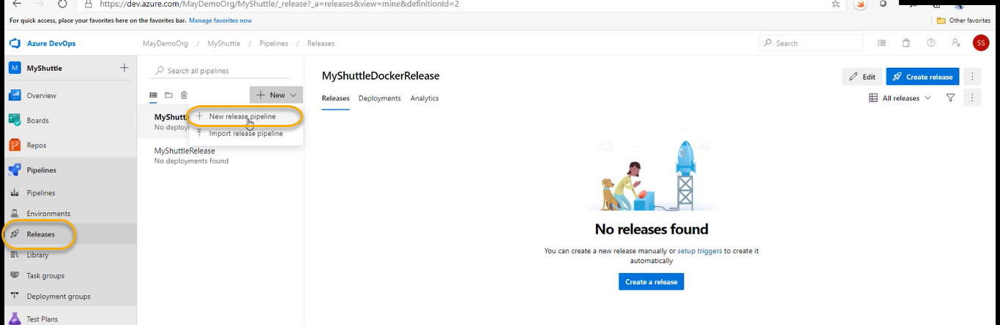 https://dev.azure.com/MayDemoOrg/MyShuttle/_release?_a=releases&view=mine&definitionId=2
For quick access, place your favorites here on the favorites bar. Manage favorites now
Other favorites
Azure DevOps
MayDemoOrg / MyShuttle / Pipelines / Releases
Search
SS
M MyShuttle
Overview
Boards
Repos
Pipelines
Pipelines
Environments
Releases
Library
Task groups
Deployment groups
Test Plans
Search all pipelines
New
New release pipeline
Import release pipeline
MyShuttl
No deploy
MyShuttleRelease
No deployments found
MyShuttleDockerRelease
Edit
Create release
Releases Deployments Analytics
All releases
No releases found
You can create a new release manually or setup triggers to create it
automatically
Create a release